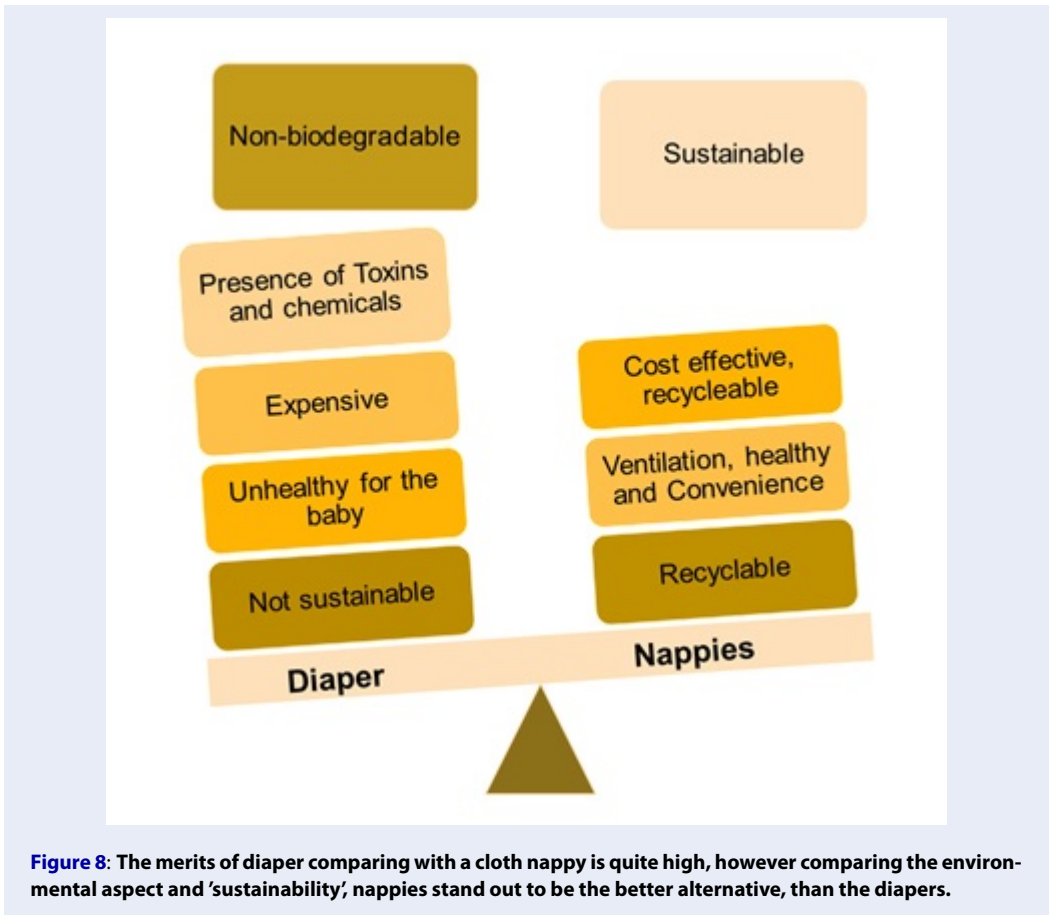 Non-biodegradable
Presence of Toxins
and chemicals
Expensive
Unhealthy for the
baby
Not sustainable
Diaper
Sustainable
Cost effective,
recycleable
Ventilation, healthy
and Convenience
Recyclable
Nappies
Figure 8: The merits of diaper comparing with a cloth nappy is quite high, however comparing the environ-
mental aspect and ’sustainability’, nappies stand out to be the better alternative, than the diapers.